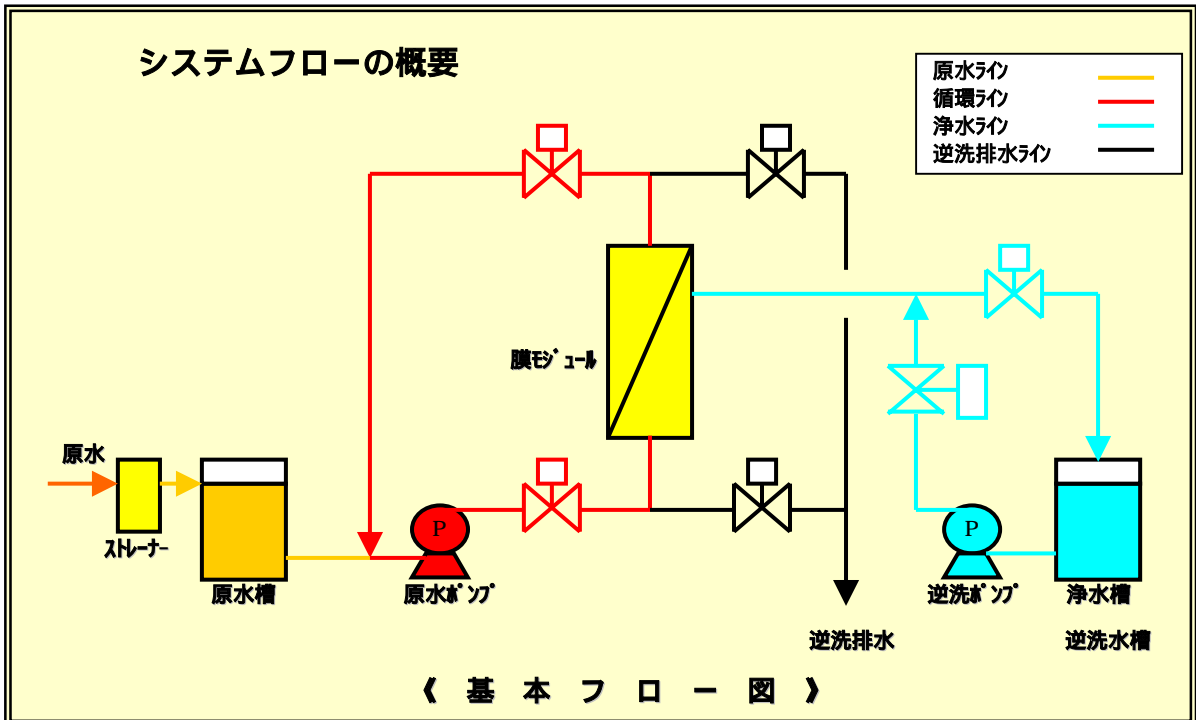 システムフローの概要
原水ﾗｲﾝ
循環ﾗｲﾝ
浄水ﾗｲﾝ
逆洗排水ﾗｲﾝ
膜ﾓｼﾞｭｰﾙ
原水
ｽﾄﾚｰﾅｰ
P
P
原水槽
原水ﾎﾟﾝﾌﾟ
逆洗ﾎﾟﾝﾌﾟ
浄水槽
逆洗排水
逆洗水槽
《 基 本 フ ロ ー 図 》